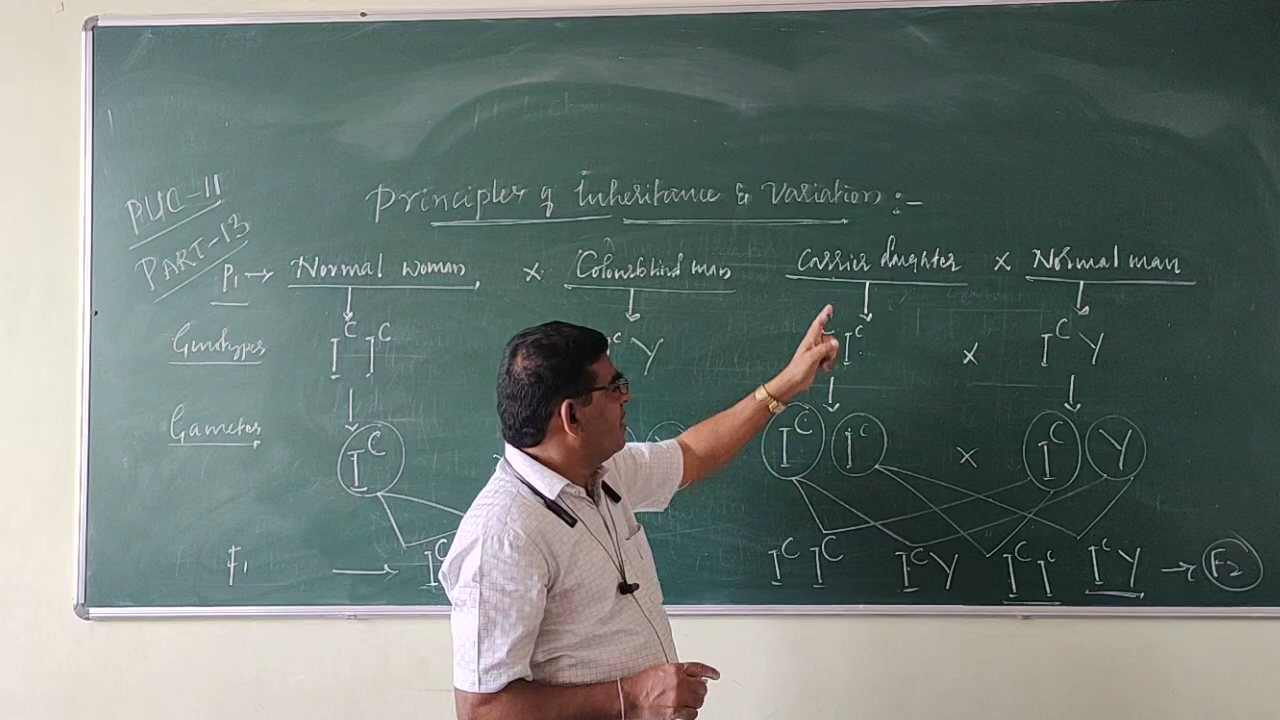 PUC-11
PART-13
Principles of Inheritance & Variation :-
P1 → Normal woman × Colourblind man
Carrier daughter × Normal man
Genotypes
I^C I^C
^C Y
^C I^c × I^C Y
Gametes
I^C
I^C I^c × I^C Y
F1 → I^C
I^C I^C I^C Y I^C I^c I^c Y → F2